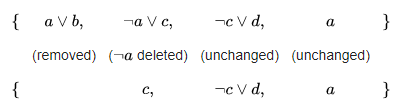 { a ∨ b, ¬a ∨ c, ¬c ∨ d, a }
(removed) (¬a deleted) (unchanged) (unchanged)
{ c, ¬c ∨ d, a }